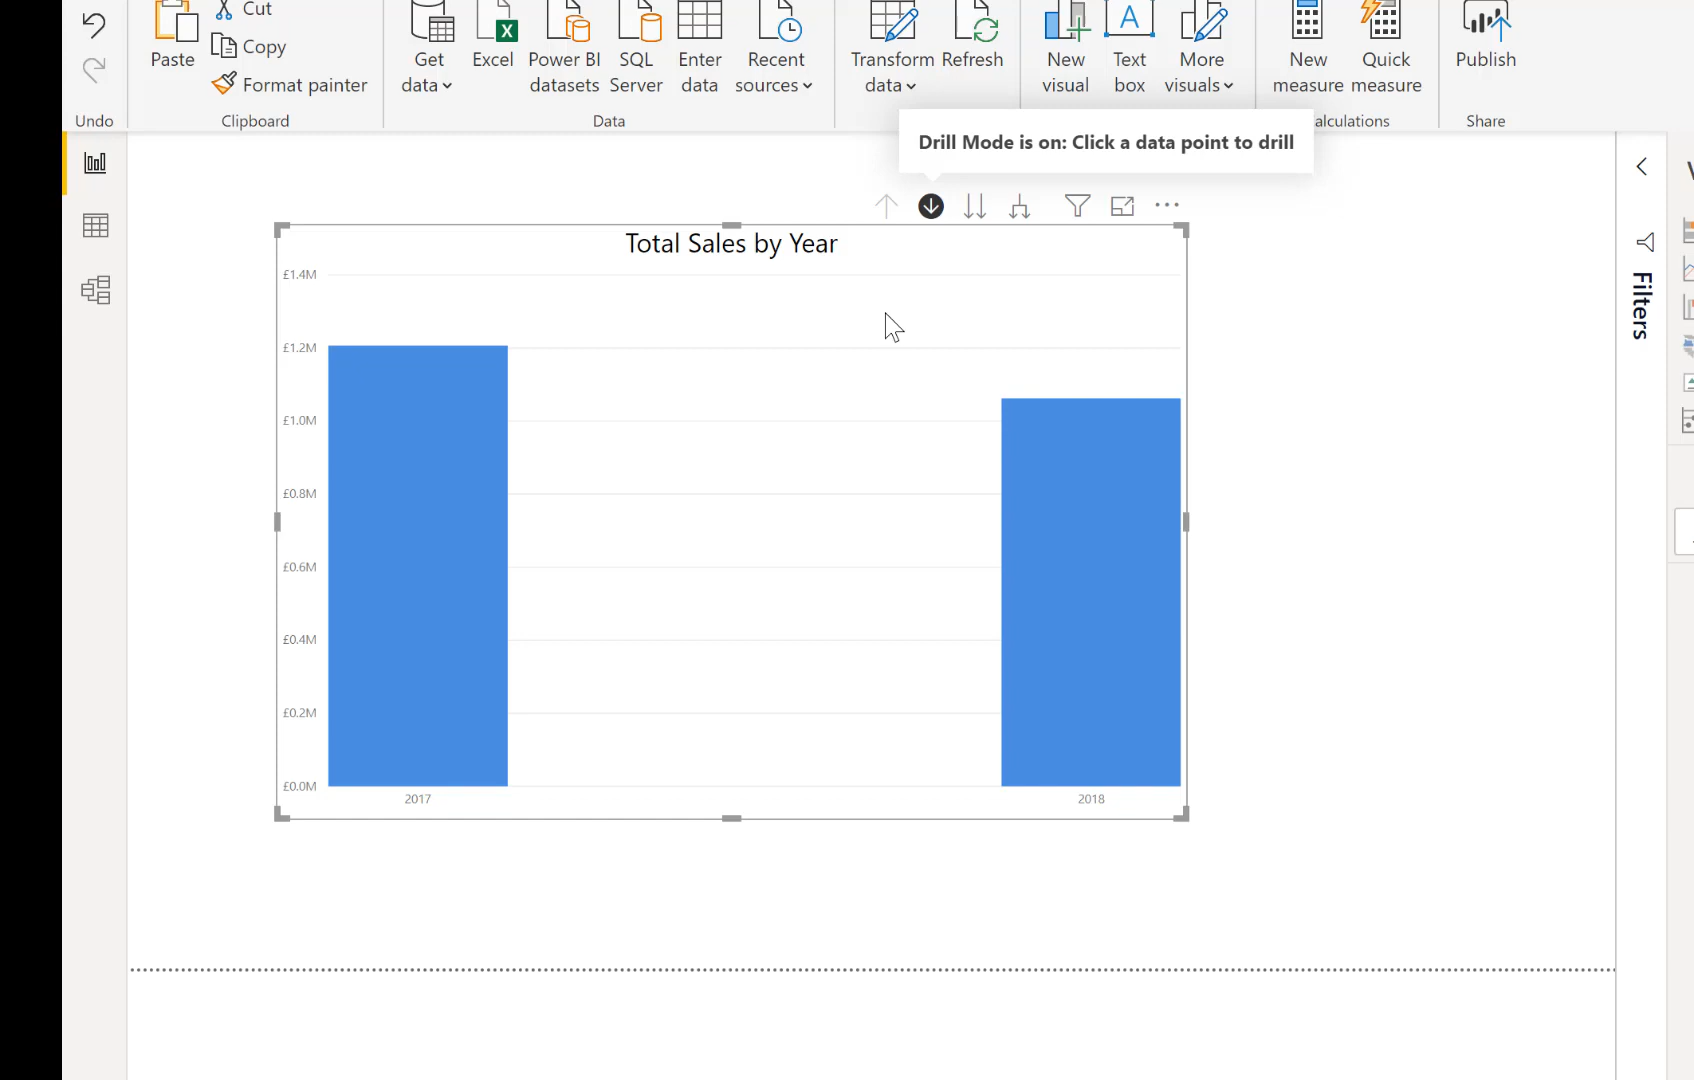 Cut
Copy
Format painter
Paste
Undo
Clipboard
Get data
Excel
Power BI datasets
SQL Server
Enter data
Recent sources
Data
Transform data
Refresh
New visual
Text box
More visuals
New measure
Quick measure
alculations
Publish
Share
Drill Mode is on: Click a data point to drill
Total Sales by Year
£1.4M
£1.2M
£1.0M
£0.8M
£0.6M
£0.4M
£0.2M
£0.0M
2017
2018
Filters